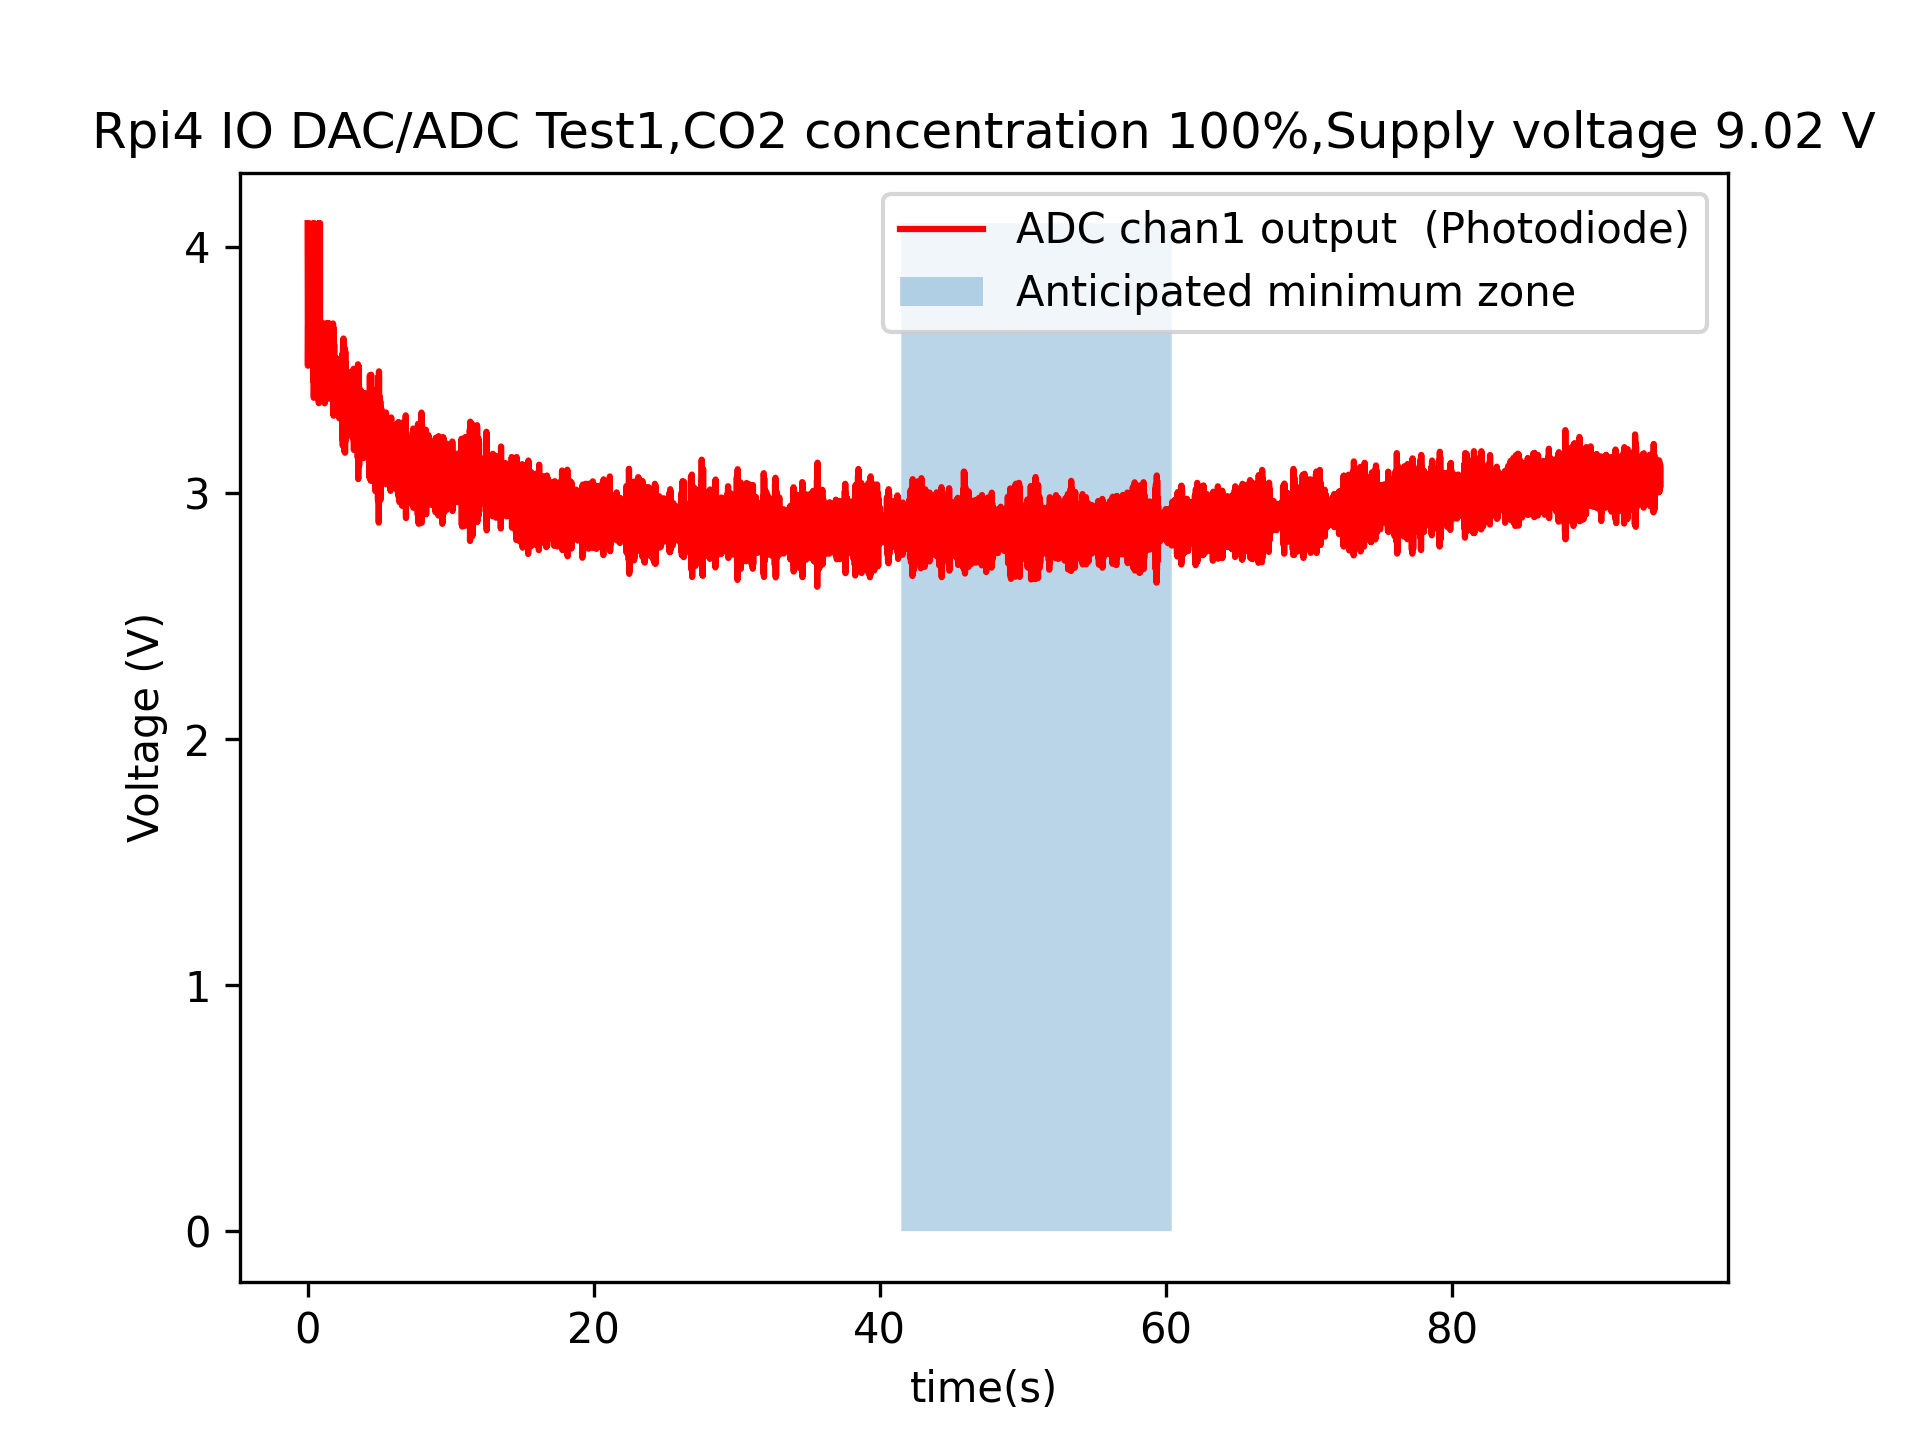 Rpi4 IO DAC/ADC Test1,CO2 concentration 100%,Supply voltage 9.02 V
ADC chan1 output  (Photodiode)
Anticipated minimum zone
4
3
2
1
0
Voltage (V)
0 20 40 60 80
time(s)